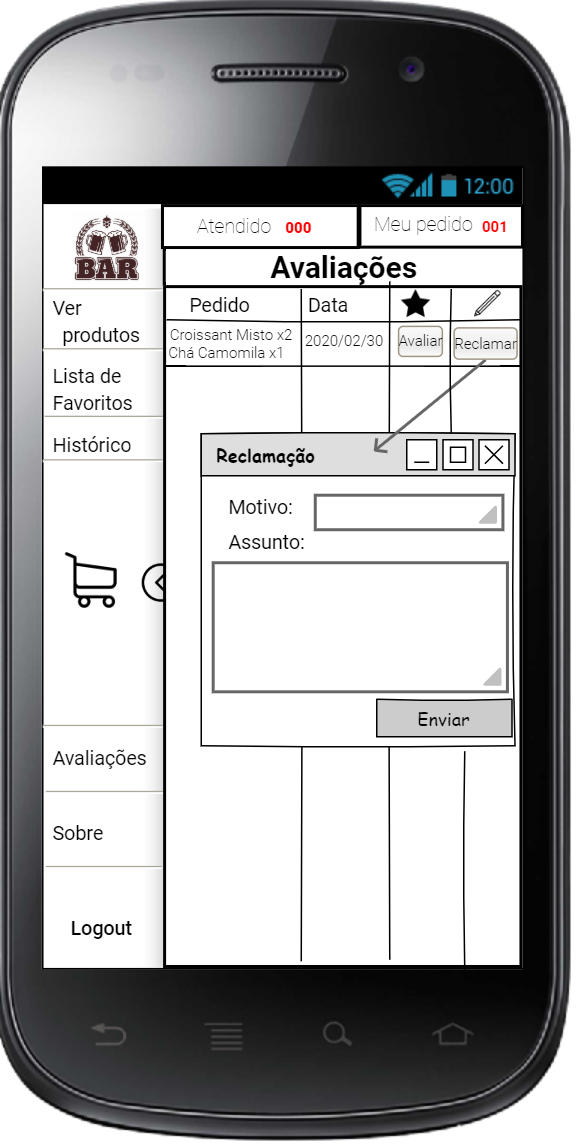 12:00
BAR
Atendido 000
Meu pedido 001
Avaliações
Ver
produtos
Lista de
Favoritos
Histórico
Avaliações
Sobre
Logout
Pedido
Data
Croissant Misto x2
Chá Camomila x1
2020/02/30
Avaliar
Reclamar
Reclamação
Motivo:
Assunto:
Enviar